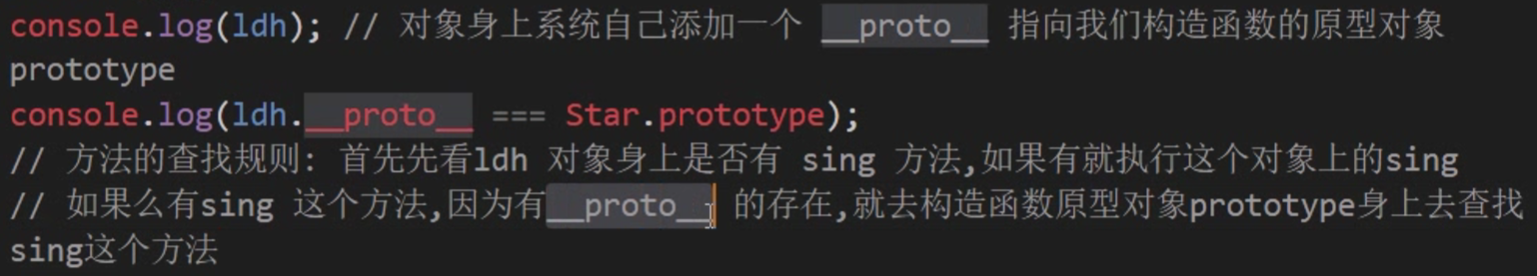 console.log(ldh); // 对象身上系统自己添加一个 __proto__ 指向我们构造函数的原型对象
prototype
console.log(ldh.__proto__ === Star.prototype);
// 方法的查找规则: 首先先看ldh 对象身上是否有 sing 方法,如果有就执行这个对象上的sing
// 如果么有sing 这个方法,因为有__proto__ 的存在,就去构造函数原型对象prototype身上去查找
sing这个方法